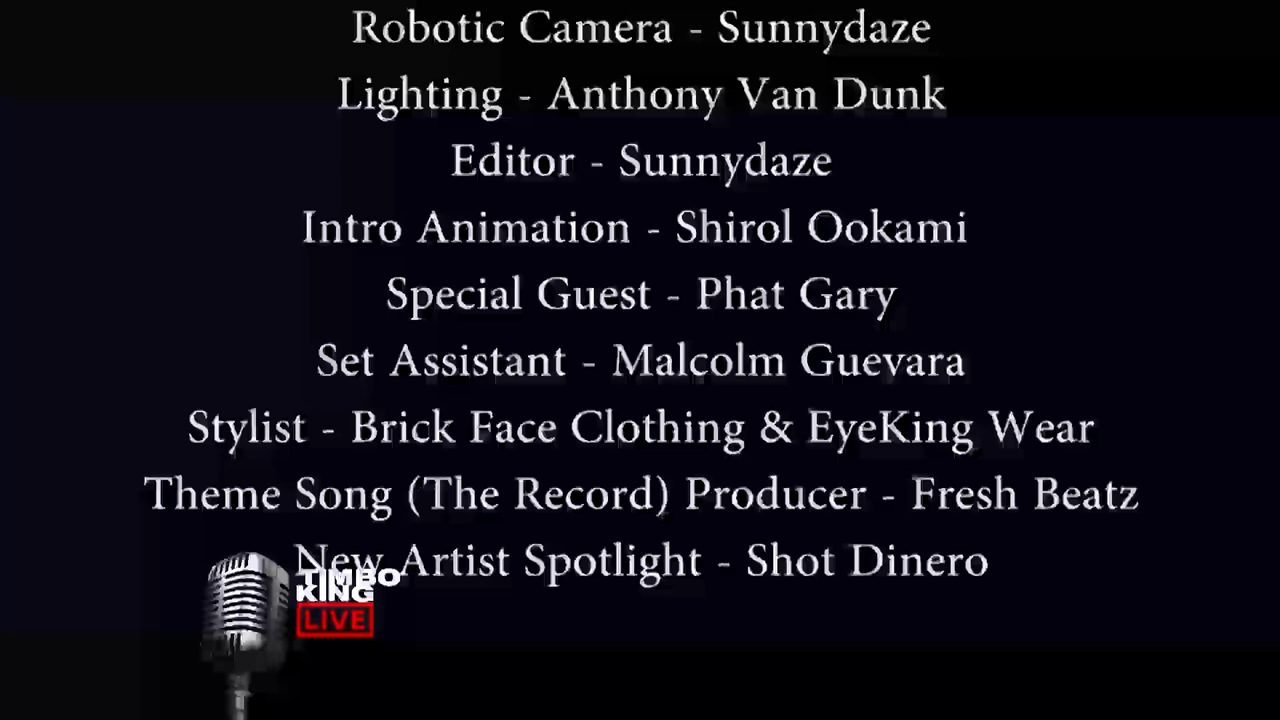 Robotic Camera - Sunnydaze
Lighting - Anthony Van Dunk
Editor - Sunnydaze
Intro Animation - Shirol Ookami
Special Guest - Phat Gary
Set Assistant - Malcolm Guevara
Stylist - Brick Face Clothing & EyeKing Wear
Theme Song (The Record) Producer - Fresh Beatz
New Artist Spotlight - Shot Dinero
TIMBO
KING
LIVE